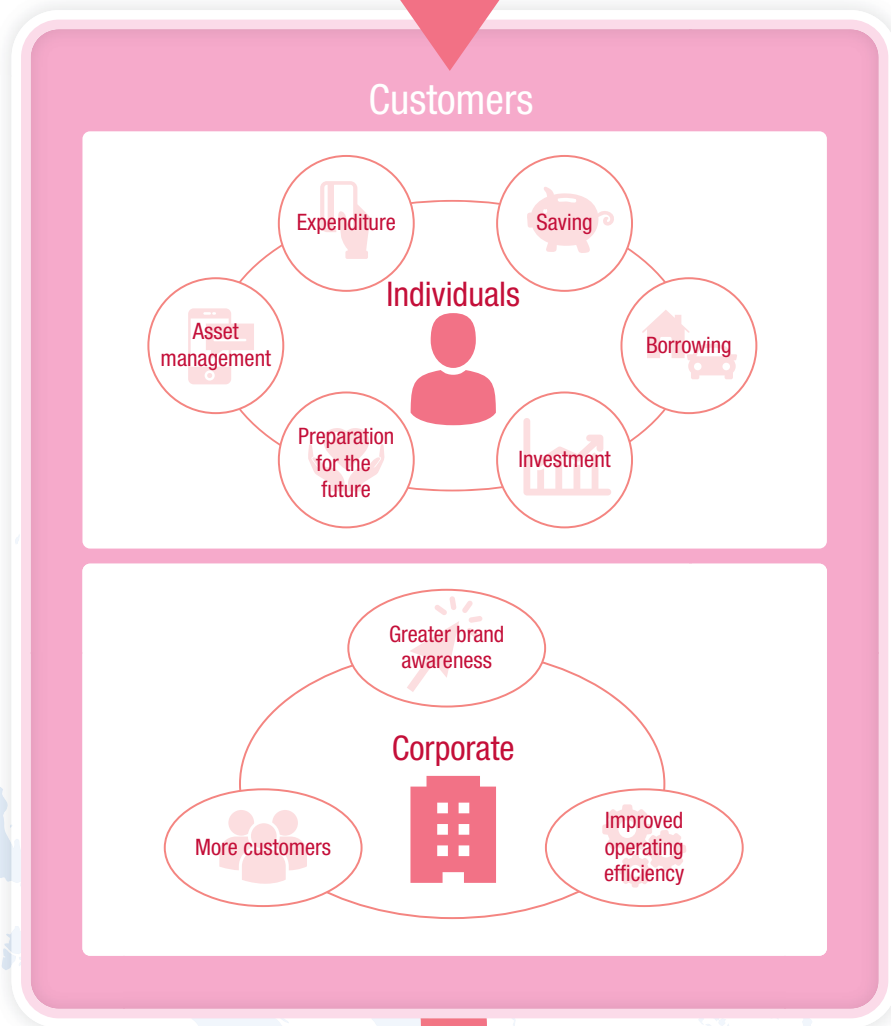 Customers
Expenditure
Saving
Individuals
Asset
management
Borrowing
Preparation
for the
future
Investment
Greater brand
awareness
Corporate
More customers
Improved
operating
efficiency